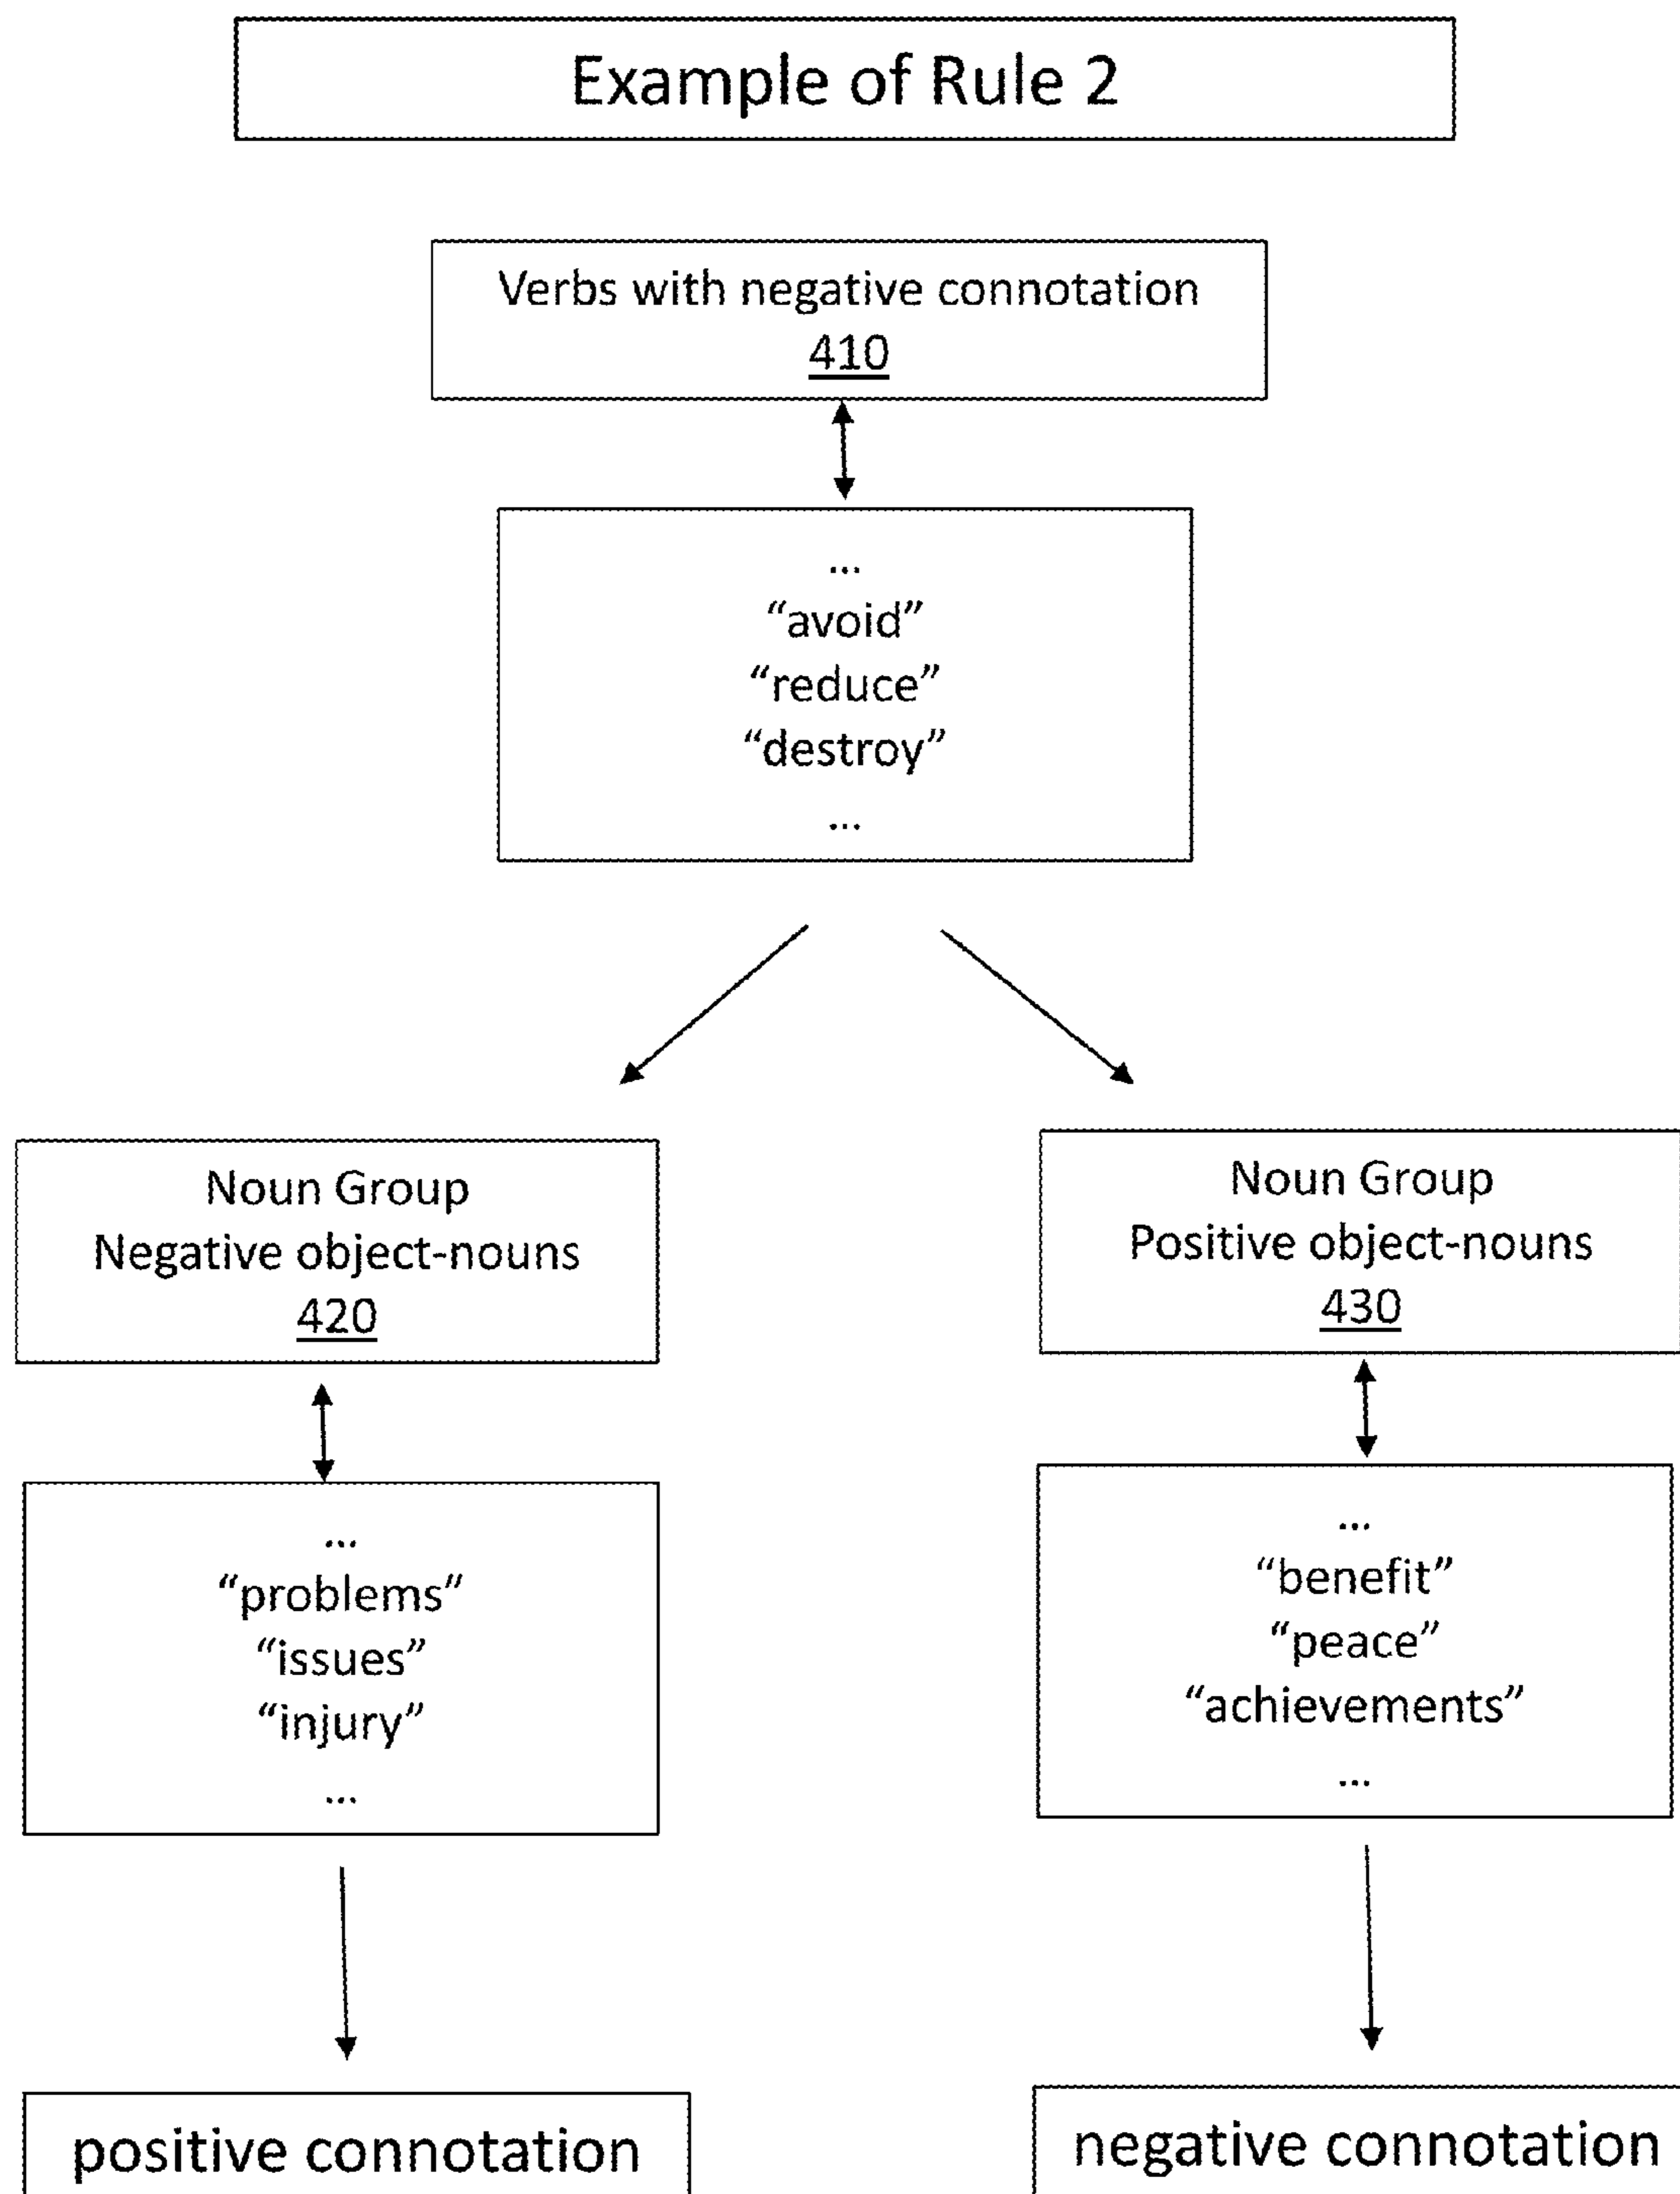 Example of Rule 2
Verbs with negative connotation
410
...
“avoid”
“reduce”
“destroy”
...
Noun Group
Negative object-nouns
420
...
“problems”
“issues”
“injury”
...
positive connotation
Noun Group
Positive object-nouns
430
...
“benefit”
“peace”
“achievements”
...
negative connotation